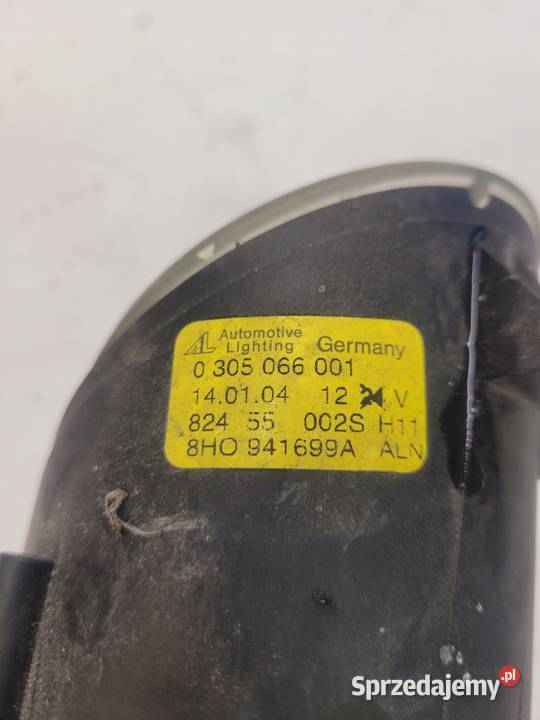 AL Automotive Lighting Germany
0 305 066 001
14.01.04 12 V
824 55 002S H11
8HO 941699A ALN
Sprzedajemy.pl